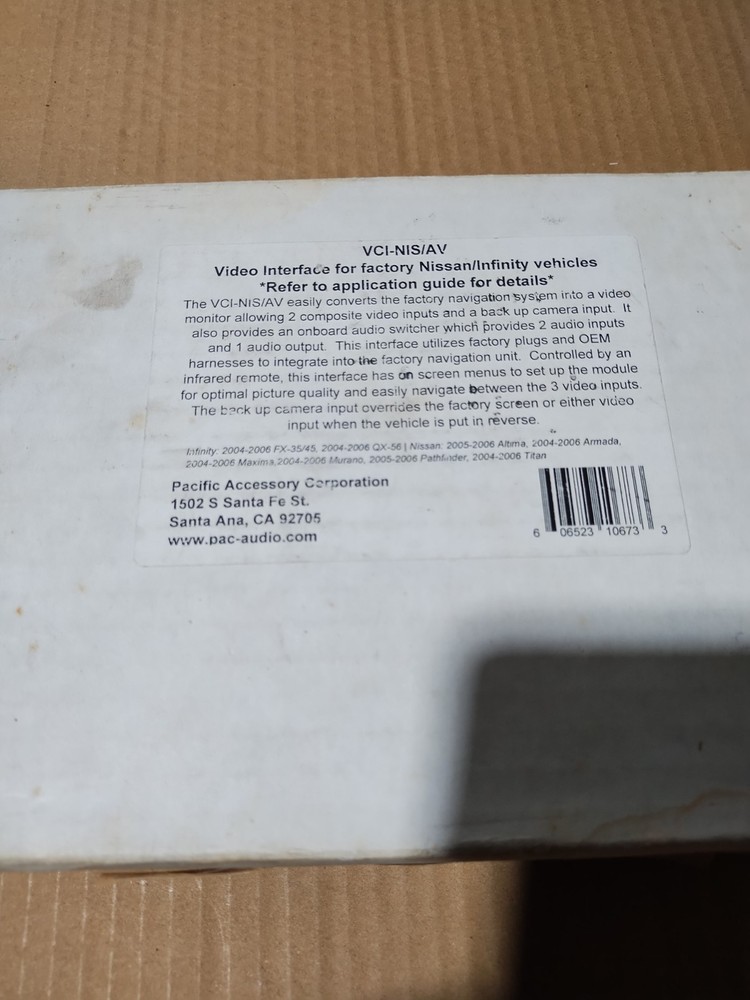 VCI-NIS/AV
Video Interface for factory Nissan/Infinity vehicles
*Refer to application guide for details*
The VCI-NIS/AV easily converts the factory navigation system into a video
monitor allowing 2 composite video inputs and a back up camera input. It
also provides an onboard audio switcher which provides 2 audio inputs
and 1 audio output. This interface utilizes factory plugs and OEM
harnesses to integrate into the factory navigation unit. Controlled by an
infrared remote, this interface has on screen menus to set up the module
for optimal picture quality and easily navigate between the 3 video inputs.
The back up camera input overrides the factory screen or either video
input when the vehicle is put in reverse.
Infinity: 2004-2006 FX-35/45, 2004-2006 QX-56 | Nissan: 2005-2006 Altima, 2004-2006 Armada,
2004-2006 Maxima,2004-2006 Murano, 2005-2006 Pathfinder, 2004-2006 Titan
Pacific Accessory Corporation
1502 S Santa Fe St.
Santa Ana, CA 92705
www.pac-audio.com
6 06523 10673 3